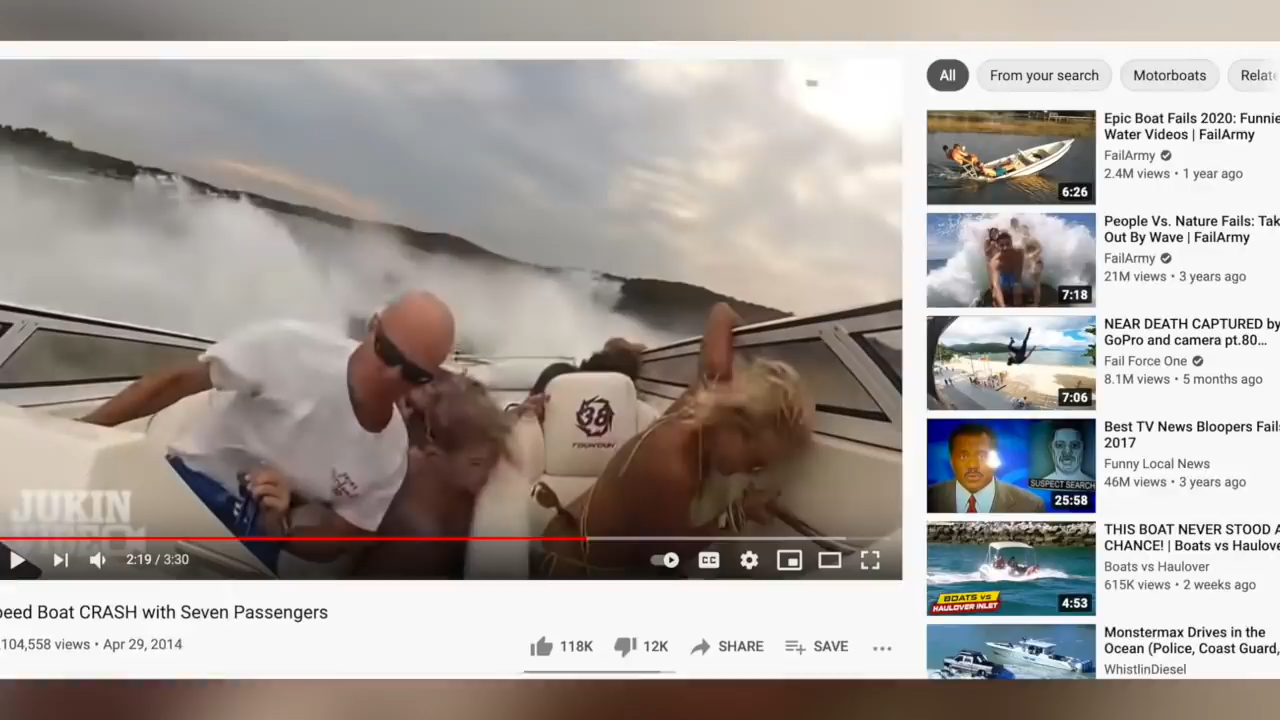 38
JUKIN
VIDEO
2:19 / 3:30
CC
peed Boat CRASH with Seven Passengers
104,558 views • Apr 29, 2014
118K
12K
SHARE
SAVE
All
From your search
Motorboats
Relate
Epic Boat Fails 2020: Funnie
Water Videos | FailArmy
FailArmy
2.4M views • 1 year ago
6:26
People Vs. Nature Fails: Tak
Out By Wave | FailArmy
FailArmy
21M views • 3 years ago
7:18
NEAR DEATH CAPTURED by
GoPro and camera pt.80...
Fail Force One
8.1M views • 5 months ago
7:06
Best TV News Bloopers Fails
2017
Funny Local News
46M views • 3 years ago
SUSPECT SEARCH
25:58
THIS BOAT NEVER STOOD A
CHANCE! | Boats vs Haulove
Boats vs Haulover
615K views • 2 weeks ago
BOATS vs
HAULOVER INLET
4:53
Monstermax Drives in the
Ocean (Police, Coast Guard,
WhistlinDiesel